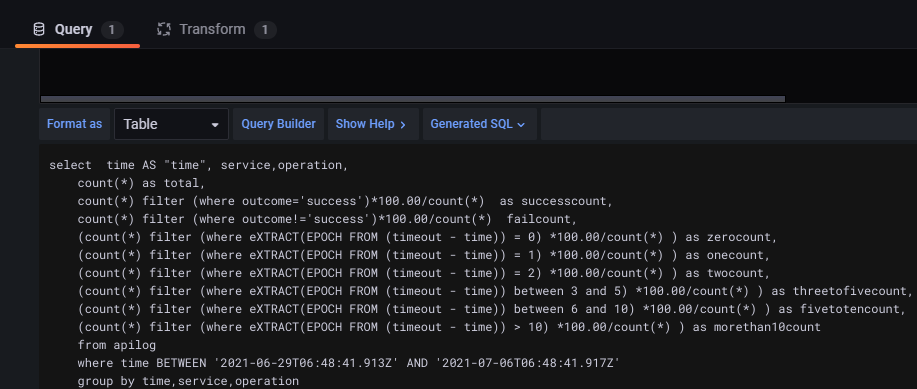 Query 1 Transform 1
Format as Table Query Builder Show Help > Generated SQL
select  time AS "time", service,operation,
    count(*) as total,
    count(*) filter (where outcome='success')*100.00/count(*)  as successcount,
    count(*) filter (where outcome!='success')*100.00/count(*)  failcount,
    (count(*) filter (where eXTRACT(EPOCH FROM (timeout - time)) = 0) *100.00/count(*) ) as zerocount,
    (count(*) filter (where eXTRACT(EPOCH FROM (timeout - time)) = 1) *100.00/count(*) ) as onecount,
    (count(*) filter (where eXTRACT(EPOCH FROM (timeout - time)) = 2) *100.00/count(*) ) as twocount,
    (count(*) filter (where eXTRACT(EPOCH FROM (timeout - time)) between 3 and 5) *100.00/count(*) ) as threetofivecount,
    (count(*) filter (where eXTRACT(EPOCH FROM (timeout - time)) between 6 and 10) *100.00/count(*) ) as fivetotencount,
    (count(*) filter (where eXTRACT(EPOCH FROM (timeout - time)) > 10) *100.00/count(*) ) as morethan10count
    from apilog
    where time BETWEEN '2021-06-29T06:48:41.913Z' AND '2021-07-06T06:48:41.917Z'
    group by time,service,operation